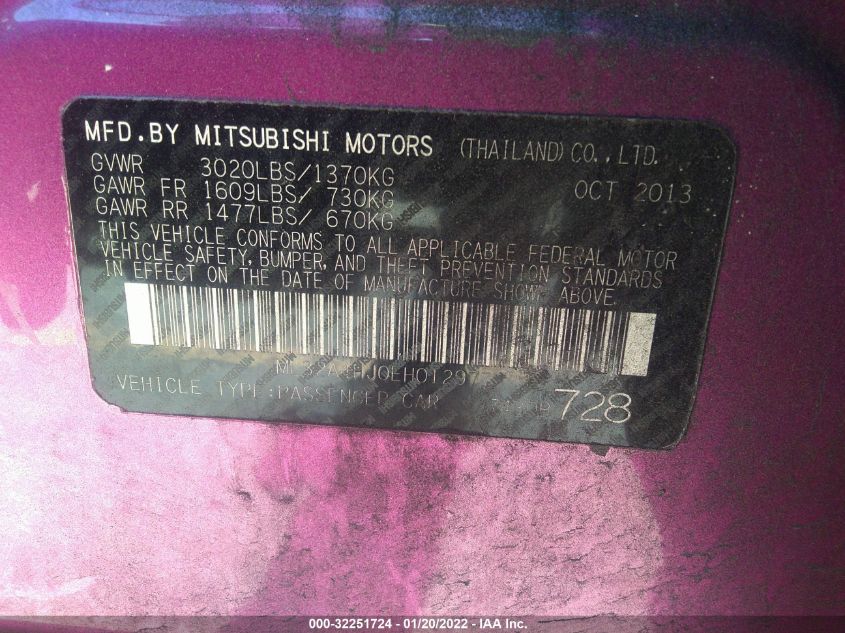 MFD.BY MITSUBISHI MOTORS (THAILAND) CO., LTD.
GVWR 3020LBS/1370KG OCT 2013
GAWR FR 1609LBS/ 730KG
GAWR RR 1477LBS/ 670KG
THIS VEHICLE CONFORMS TO ALL APPLICABLE FEDERAL MOTOR
VEHICLE SAFETY, BUMPER, AND THEFT PREVENTION STANDARDS
IN EFFECT ON THE DATE OF MANUFACTURE SHOWN ABOVE.
VEHICLE TYPE:PASSENGER CAR 728
000-32251724 — 01/20/2022 — IAA Inc.